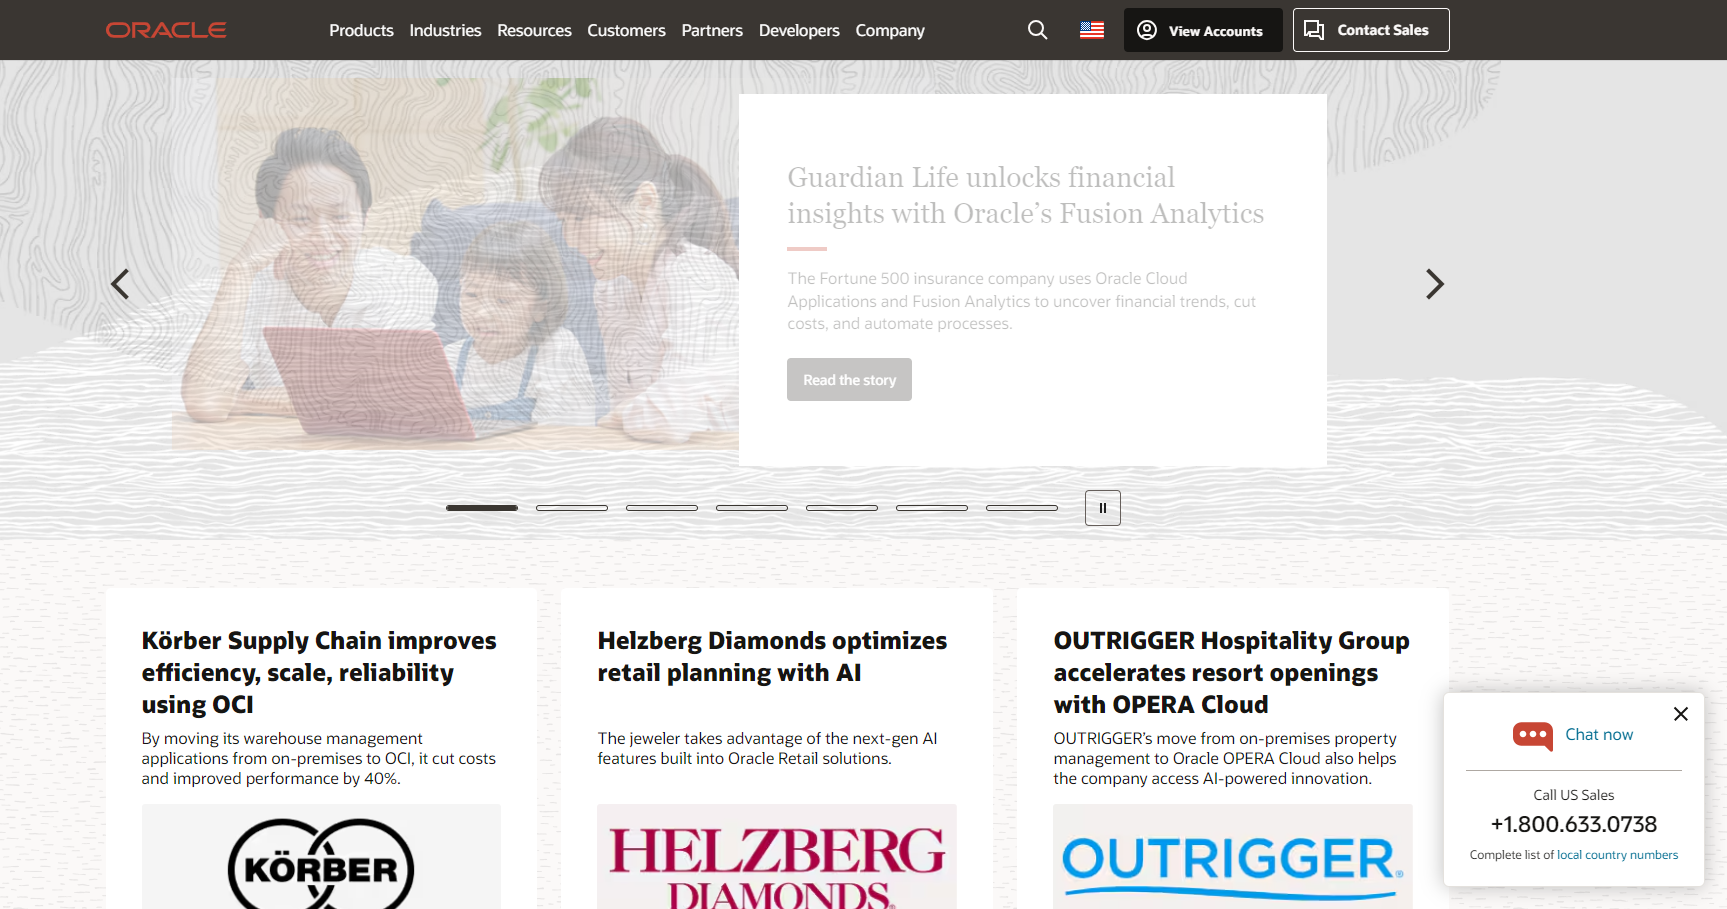 ORACLE
Products Industries Resources Customers Partners Developers Company
View Accounts
Contact Sales
Guardian Life unlocks financial
insights with Oracle’s Fusion Analytics
The Fortune 500 insurance company uses Oracle Cloud
Applications and Fusion Analytics to uncover financial trends, cut
costs, and automate processes.
Read the story
Körber Supply Chain improves
efficiency, scale, reliability
using OCI
By moving its warehouse management
applications from on-premises to OCI, it cut costs
and improved performance by 40%.
KÖRBER
Helzberg Diamonds optimizes
retail planning with AI
The jeweler takes advantage of the next-gen AI
features built into Oracle Retail solutions.
HELZBERG
DIAMONDS®
OUTRIGGER Hospitality Group
accelerates resort openings
with OPERA Cloud
OUTRIGGER’s move from on-premises property
management to Oracle OPERA Cloud also helps
the company access AI-powered innovation.
OUTRIGGER®
Chat now
Call US Sales
+1.800.633.0738
Complete list of local country numbers